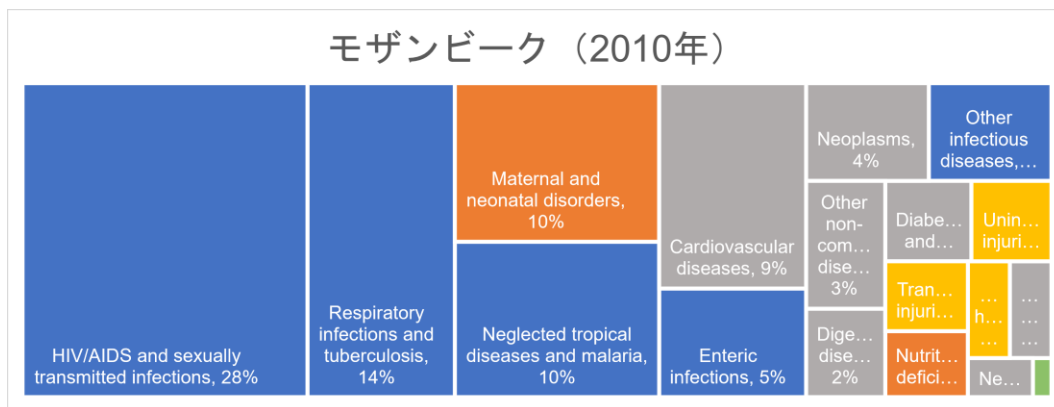 モザンビーク（2010年）
HIV/AIDS and sexually
transmitted infections, 28%
Respiratory
infections and
tuberculosis,
14%
Maternal and
neonatal disorders,
10%
Neglected tropical
diseases and malaria,
10%
Cardiovascular
diseases, 9%
Enteric
infections, 5%
Neoplasms,
4%
Other
infectious
diseases,...
Other
non-
com...
dise...
3%
Dige...
dise...
2%
Diabe...
and...
Unin...
injuri...
Tran...
injuri...
Nutrit...
defici...
...
h...
...
...
...
Ne...